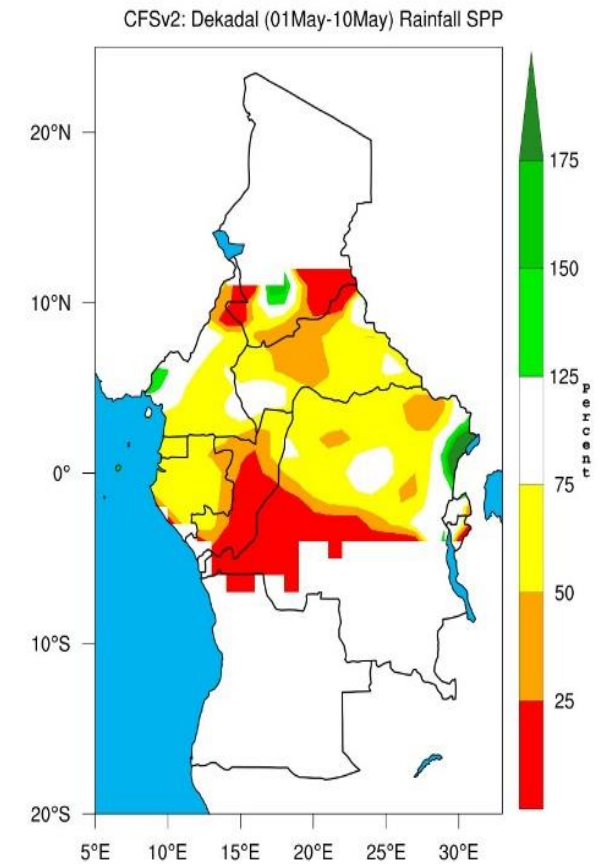 CFSv2: Dekadal (01May-10May) Rainfall SPP
20°N
10°N
0°
10°S
20°S
5°E 10°E 15°E 20°E 25°E 30°E
175
150
125
75
50
25
Percent